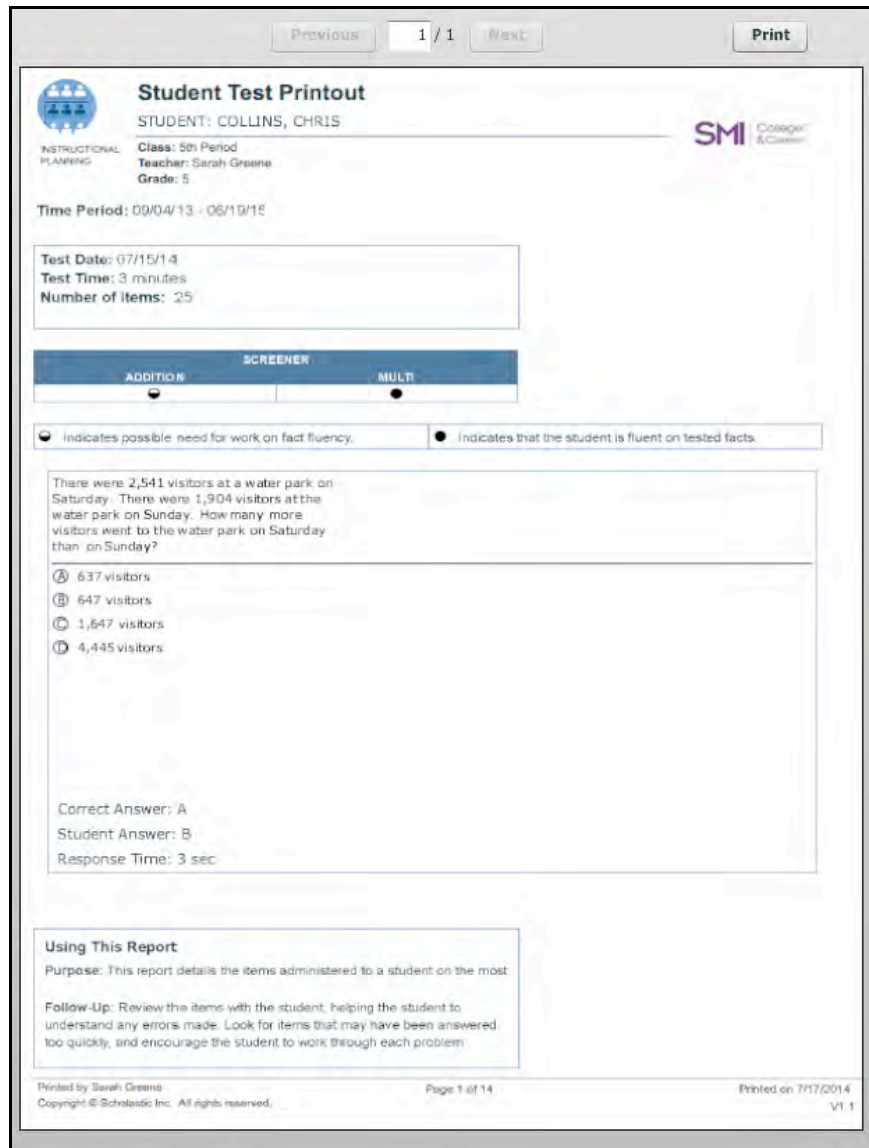 Previous 1 / 1 Next Print
Student Test Printout
STUDENT: COLLINS, CHRIS
SMI College & Career
INSTRUCTIONAL PLANNING
Class: 5th Period
Teacher: Sarah Greene
Grade: 5
Time Period: 09/04/13 - 06/19/15
Test Date: 07/15/14
Test Time: 3 minutes
Number of items: 25
SCREENER
ADDITION MULTI
Indicates possible need for work on fact fluency. Indicates that the student is fluent on tested facts.
There were 2,541 visitors at a water park on
Saturday. There were 1,904 visitors at the
water park on Sunday. How many more
visitors went to the water park on Saturday
than on Sunday?
A 637 visitors
B 647 visitors
C 1,647 visitors
D 4,445 visitors
Correct Answer: A
Student Answer: B
Response Time: 3 sec
Using This Report
Purpose: This report details the items administered to a student on the most
Follow-Up: Review the items with the student, helping the student to
understand any errors made. Look for items that may have been answered
too quickly, and encourage the student to work through each problem
Printed by Sarah Greene Page 1 of 14 Printed on 7/17/2014
Copyright © Scholastic Inc. All rights reserved. V1.1